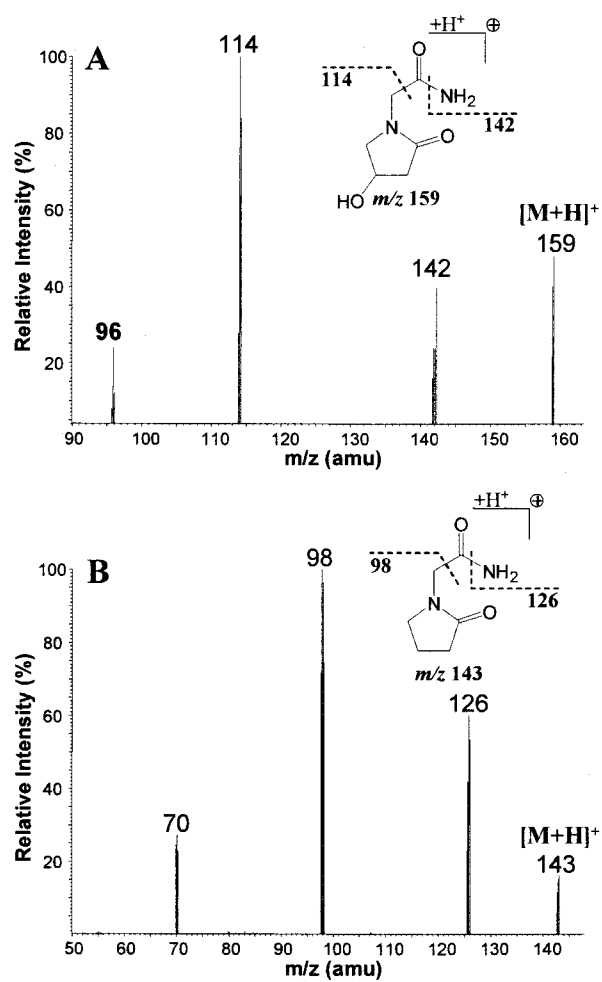 A
+H⁺ ⊕
O
114
NH₂
142
N
O
HO
m/z 159
[M+H]⁺
159
114
142
96
Relative Intensity (%)
100
80
60
40
20
90 100 110 120 130 140 150 160
m/z (amu)
B
+H⁺ ⊕
O
98
NH₂
126
N
O
m/z 143
[M+H]⁺
143
98
126
70
Relative Intensity (%)
100
80
60
40
20
50 60 70 80 90 100 110 120 130 140
m/z (amu)